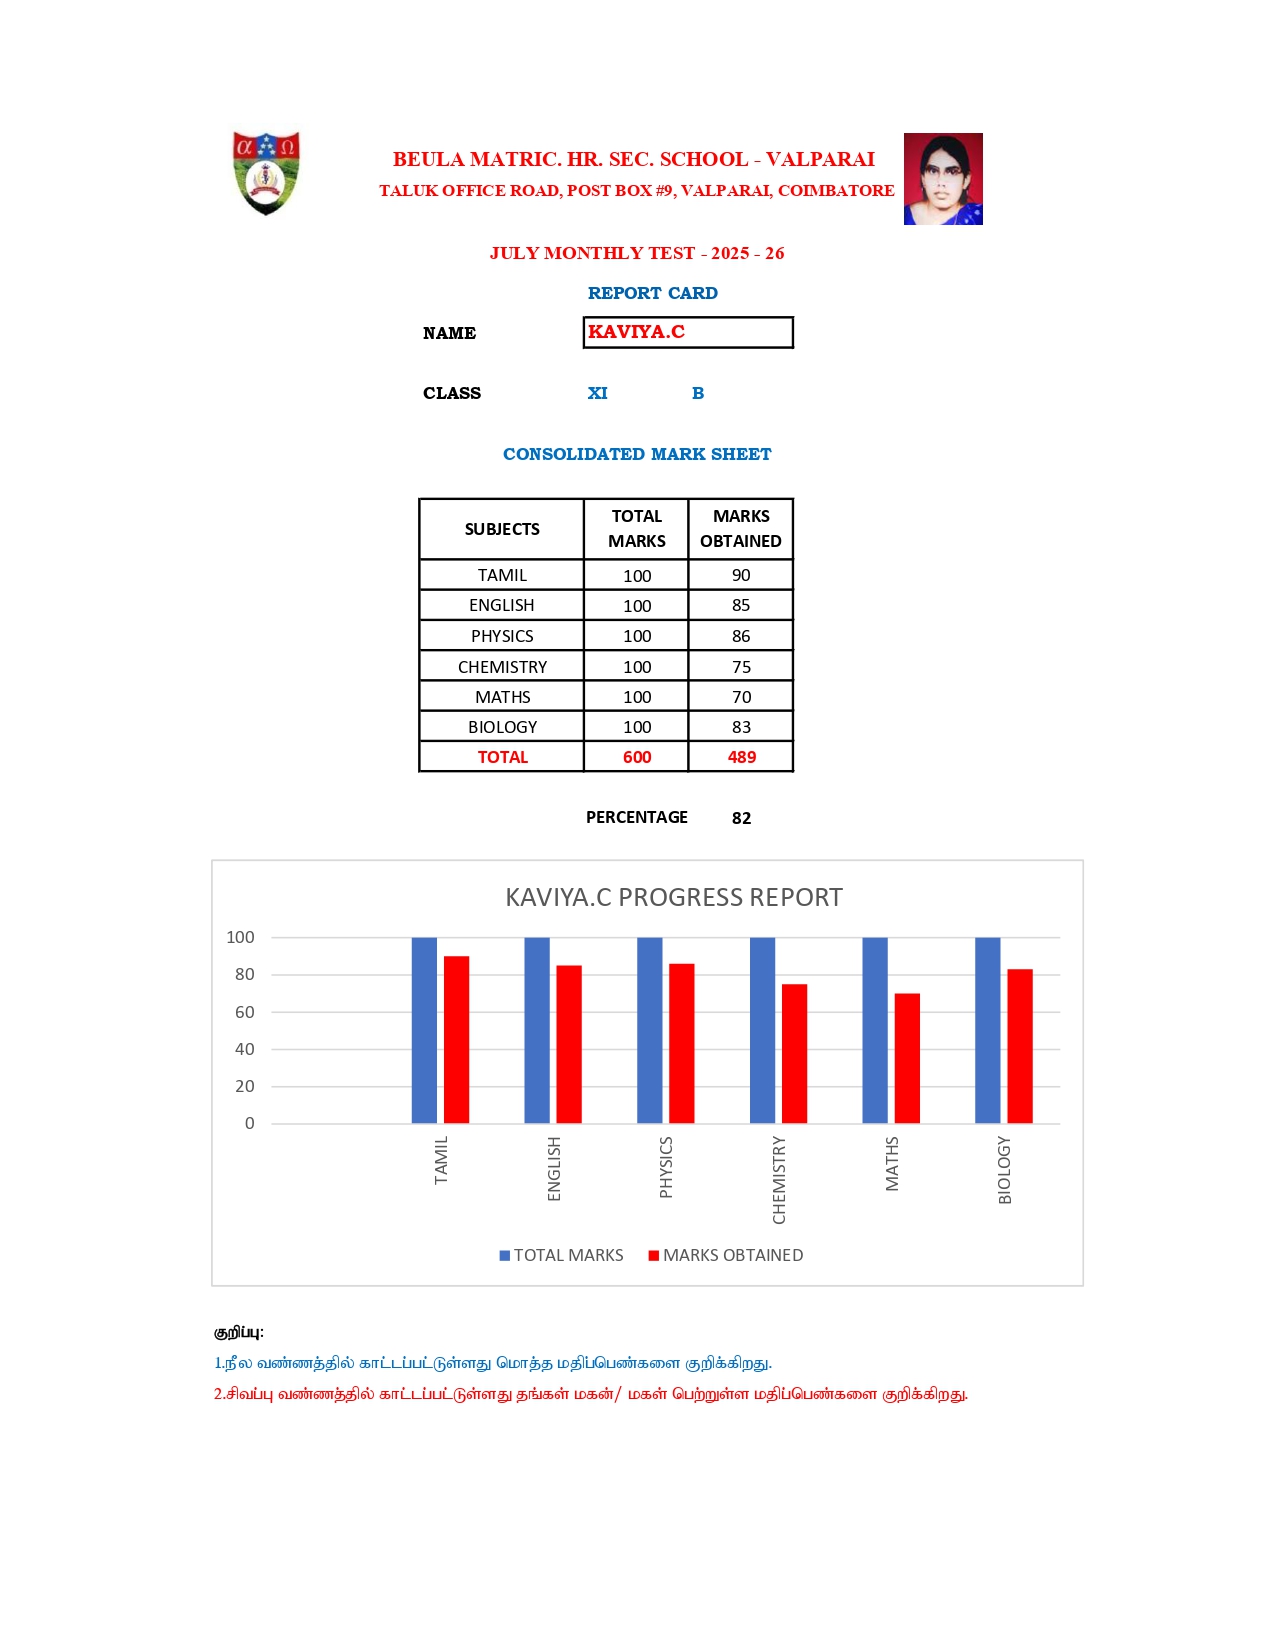 α Ω
BEULA MATRIC. HR. SEC. SCHOOL - VALPARAI
TALUK OFFICE ROAD, POST BOX #9, VALPARAI, COIMBATORE
JULY MONTHLY TEST - 2025 - 26
REPORT CARD
NAME KAVIYA.C
CLASS XI B
CONSOLIDATED MARK SHEET
SUBJECTS TOTAL MARKS MARKS OBTAINED
TAMIL 100 90
ENGLISH 100 85
PHYSICS 100 86
CHEMISTRY 100 75
MATHS 100 70
BIOLOGY 100 83
TOTAL 600 489
PERCENTAGE 82
KAVIYA.C PROGRESS REPORT
100
80
60
40
20
0
TAMIL ENGLISH PHYSICS CHEMISTRY MATHS BIOLOGY
TOTAL MARKS MARKS OBTAINED
குறிப்பு:
1.நீல வண்ணத்தில் காட்டப்பட்டுள்ளது மொத்த மதிப்பெண்களை குறிக்கிறது.
2.சிவப்பு வண்ணத்தில் காட்டப்பட்டுள்ளது தங்கள் மகன்/ மகள் பெற்றுள்ள மதிப்பெண்களை குறிக்கிறது.